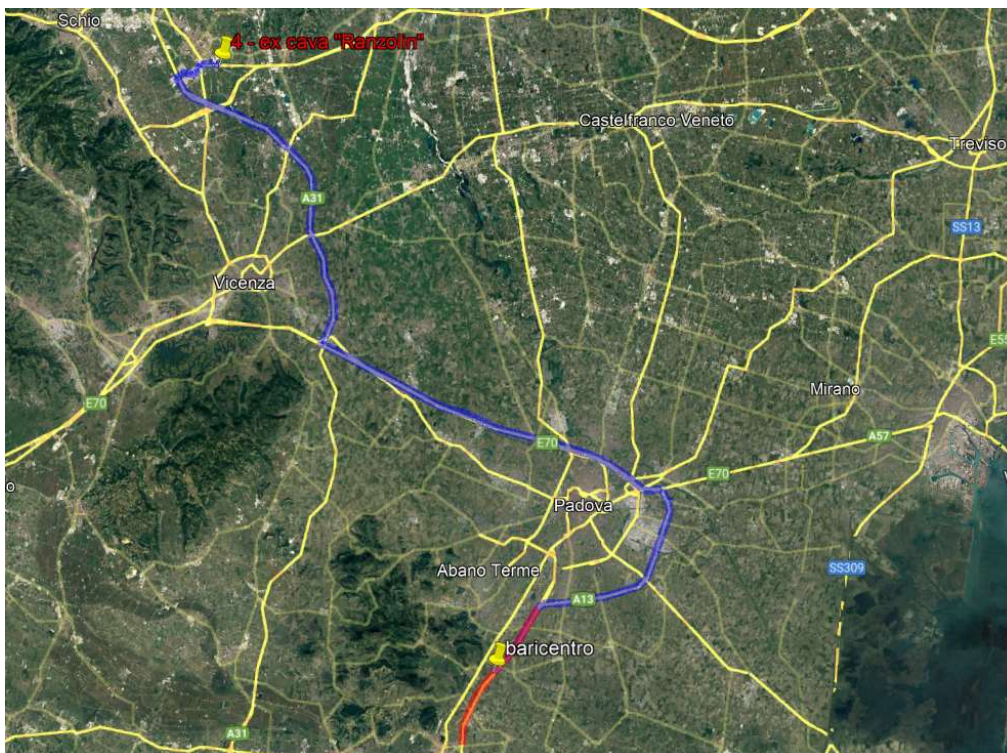 Schio
4 - ex cava "Ranzolin"
Castelfranco Veneto
Treviso
A31
SS13
Vicenza
E55
Mirano
E70
A57
E70
E70
o
Padova
Abano Terme
SS309
A13
baricentro
A31